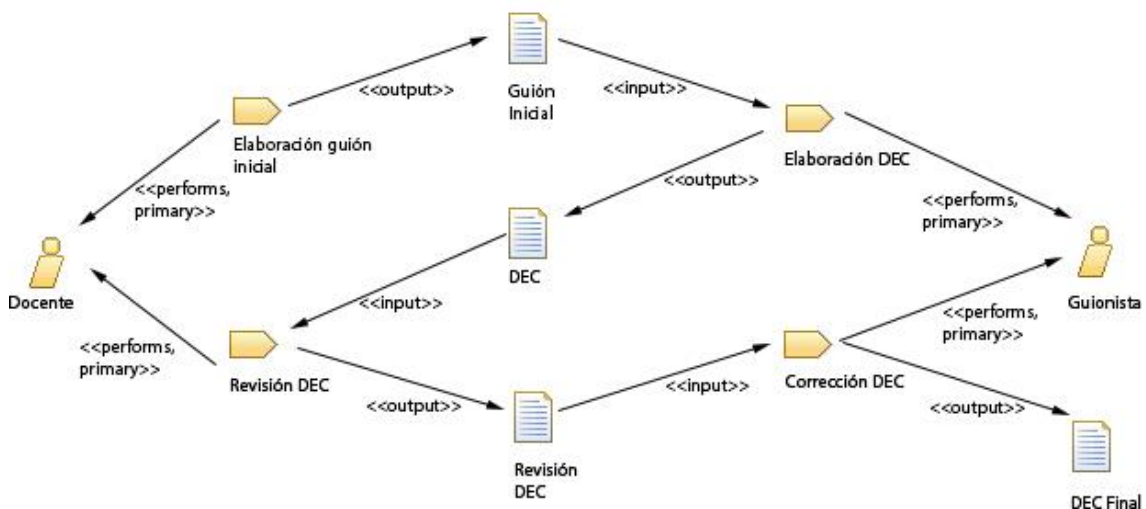 <<output>>
Guión
Inicial
<<input>>
Elaboración guión
inicial
Elaboración DEC
<<performs,
primary>>
<<output>>
<<performs,
primary>>
DEC
Docente
<<input>>
Guionista
<<performs,
primary>>
Revisión DEC
<<output>>
<<input>>
Corrección DEC
<<performs,
primary>>
<<output>>
Revisión
DEC
DEC Final